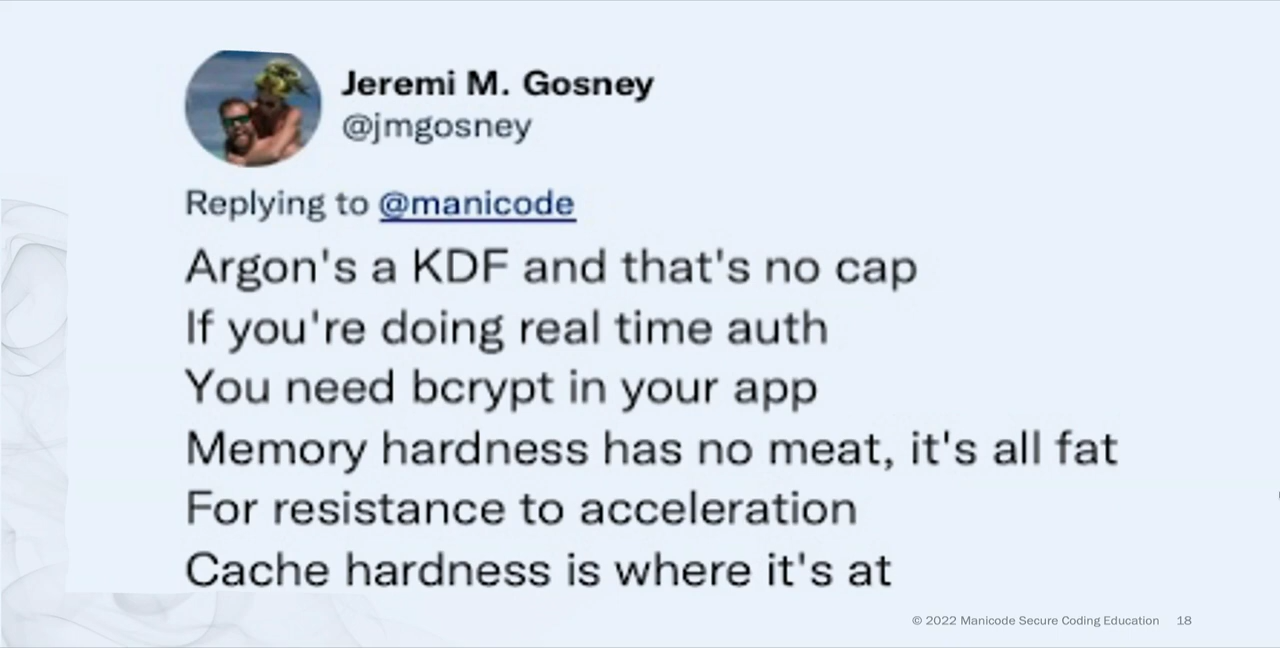 Jeremi M. Gosney
@jmgosney
Replying to @manicode
Argon's a KDF and that's no cap
If you're doing real time auth
You need bcrypt in your app
Memory hardness has no meat, it's all fat
For resistance to acceleration
Cache hardness is where it's at
© 2022 Manicode Secure Coding Education 18